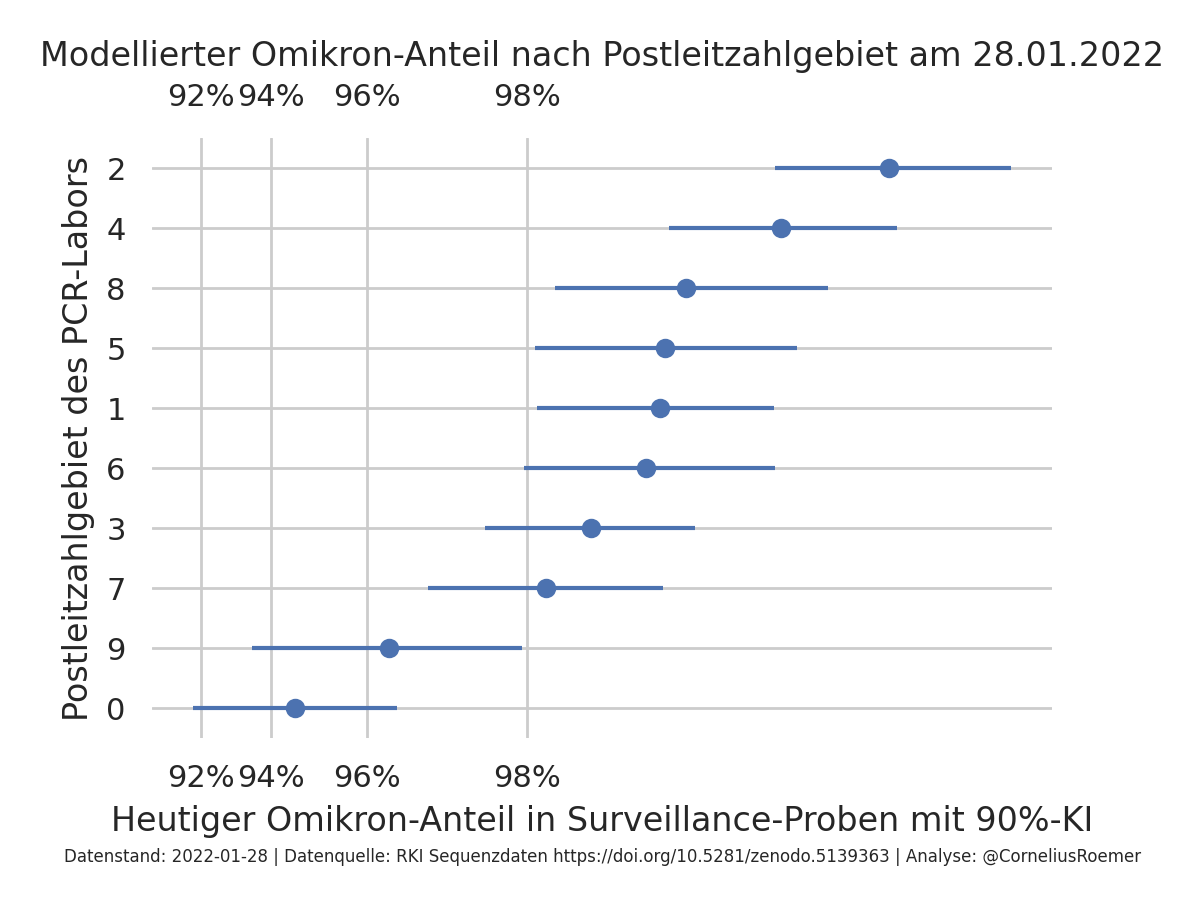 Modellierter Omikron-Anteil nach Postleitzahlgebiet am 28.01.2022
92% 94% 96% 98%
Postleitzahlgebiet des PCR-Labors
2
4
8
5
1
6
3
7
9
0
92% 94% 96% 98%
Heutiger Omikron-Anteil in Surveillance-Proben mit 90%-KI
Datenstand: 2022-01-28 | Datenquelle: RKI Sequenzdaten https://doi.org/10.5281/zenodo.5139363 | Analyse: @CorneliusRoemer